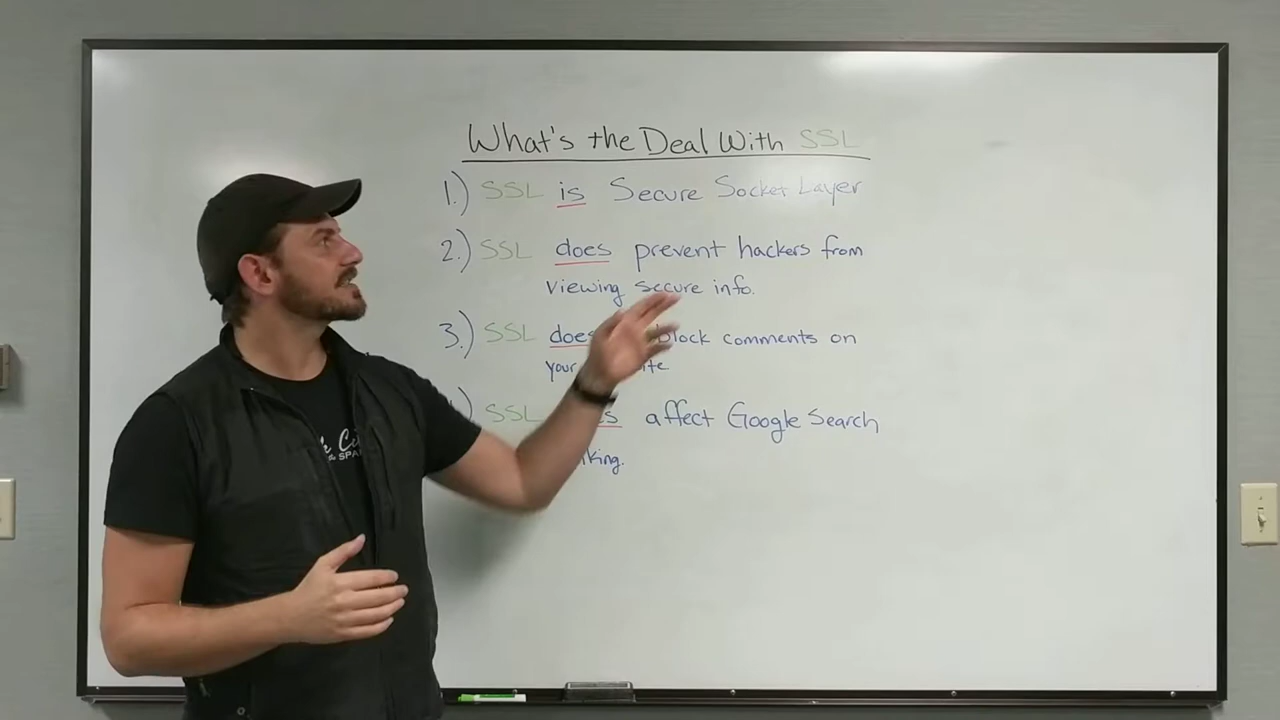 What's the Deal With SSL
1.) SSL is Secure Socket Layer
2.) SSL does prevent hackers from
viewing secure info.
3.) SSL does block comments on
your
SSL affect Google Search